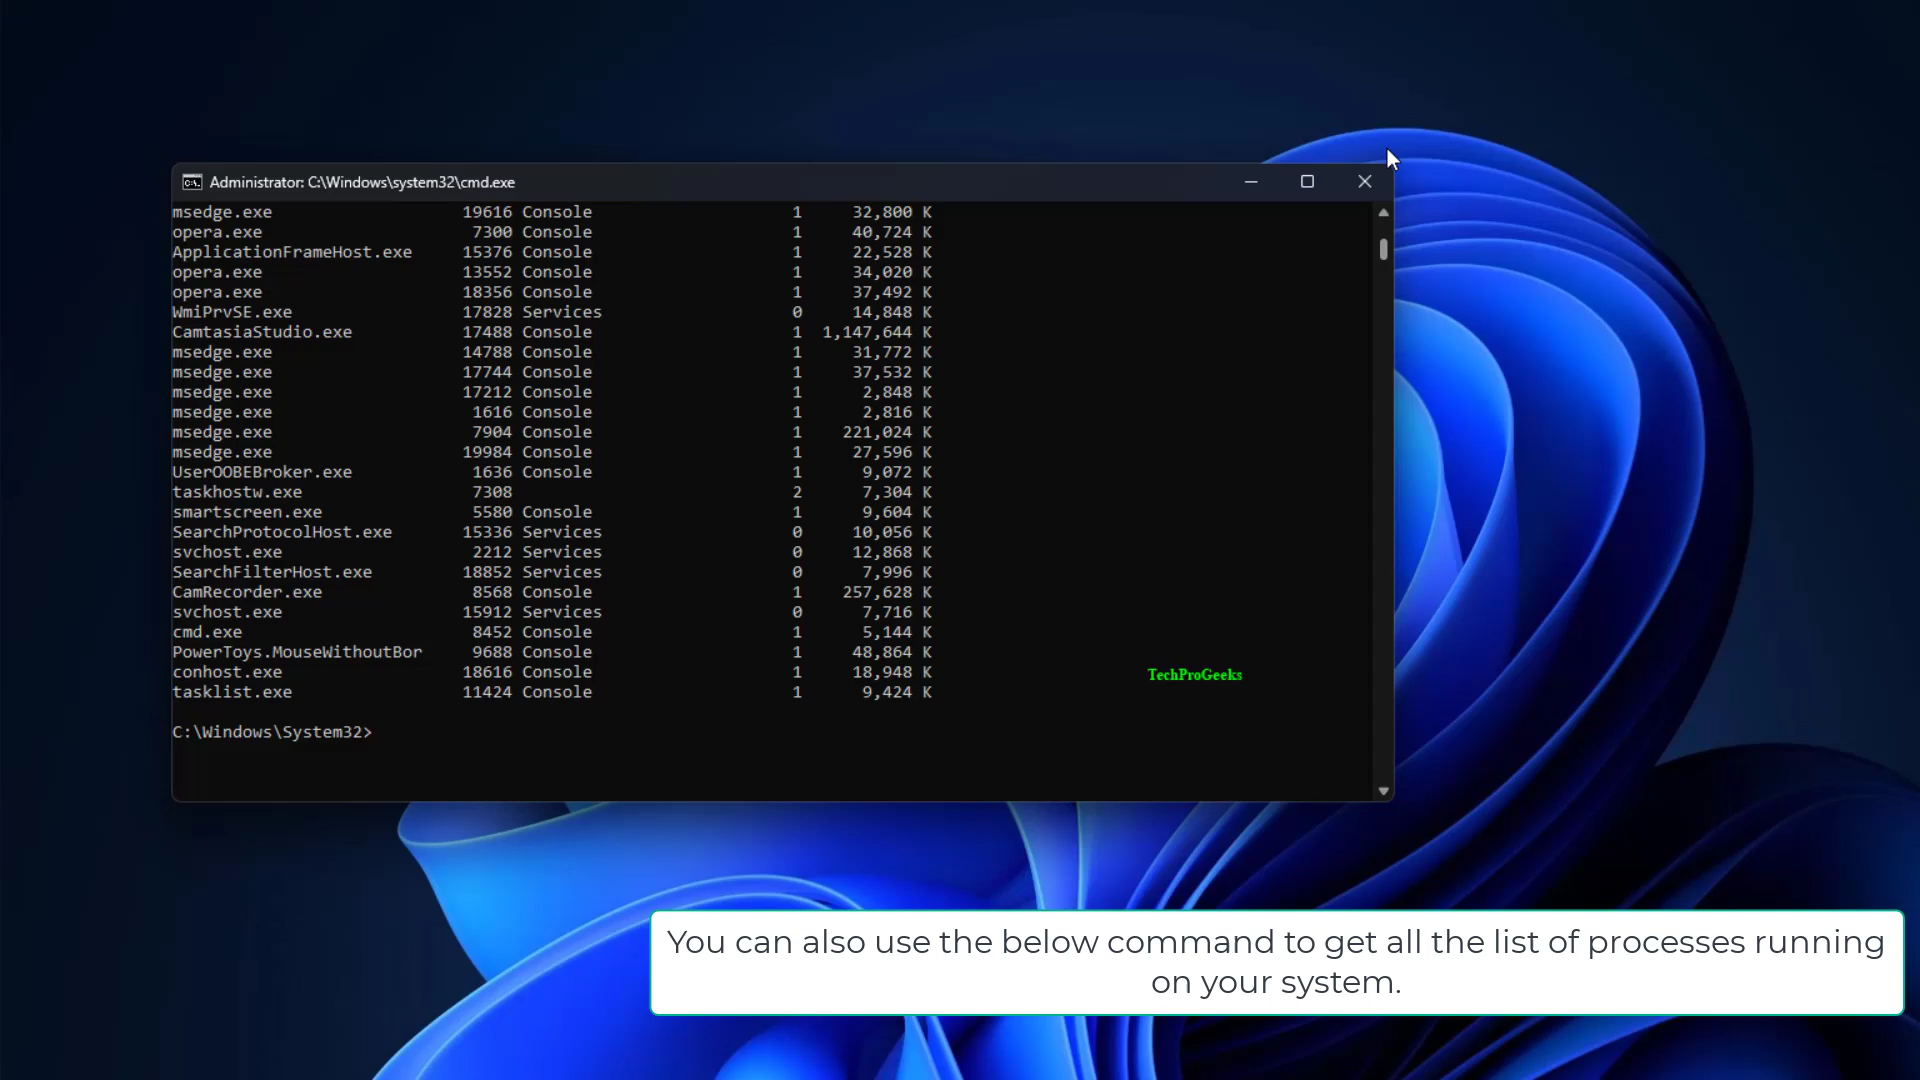 Administrator: C:\Windows\system32\cmd.exe
msedge.exe 19616 Console 1 32,800 K
opera.exe 7300 Console 1 40,724 K
ApplicationFrameHost.exe 15376 Console 1 22,528 K
opera.exe 13552 Console 1 34,020 K
opera.exe 18356 Console 1 37,492 K
WmiPrvSE.exe 17828 Services 0 14,848 K
CamtasiaStudio.exe 17488 Console 1 1,147,644 K
msedge.exe 14788 Console 1 31,772 K
msedge.exe 17744 Console 1 37,532 K
msedge.exe 17212 Console 1 2,848 K
msedge.exe 1616 Console 1 2,816 K
msedge.exe 7904 Console 1 221,024 K
msedge.exe 19984 Console 1 27,596 K
UserOOBEBroker.exe 1636 Console 1 9,072 K
taskhostw.exe 7308 2 7,304 K
smartscreen.exe 5580 Console 1 9,604 K
SearchProtocolHost.exe 15336 Services 0 10,056 K
svchost.exe 2212 Services 0 12,868 K
SearchFilterHost.exe 18852 Services 0 7,996 K
CamRecorder.exe 8568 Console 1 257,628 K
svchost.exe 15912 Services 0 7,716 K
cmd.exe 8452 Console 1 5,144 K
PowerToys.MouseWithoutBor 9688 Console 1 48,864 K
conhost.exe 18616 Console 1 18,948 K
TechProGeeks
tasklist.exe 11424 Console 1 9,424 K
C:\Windows\System32>
You can also use the below command to get all the list of processes running
on your system.